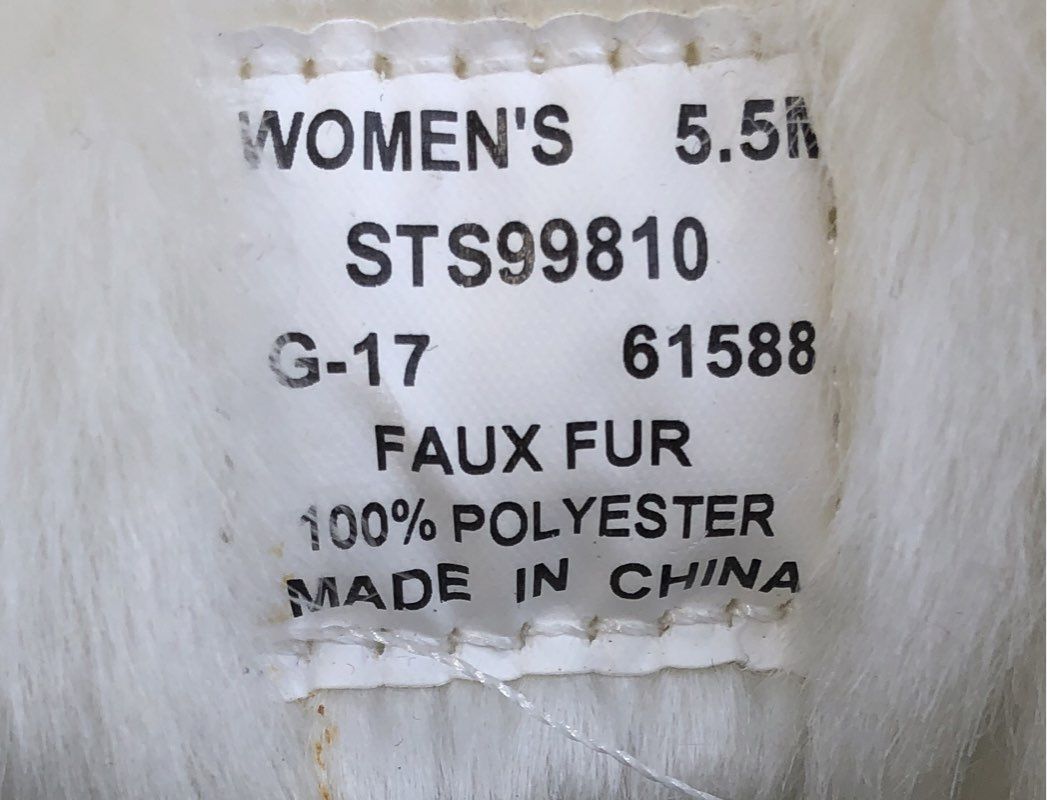 WOMEN'S 5.5M
STS99810
G-17 61588
FAUX FUR
100% POLYESTER
MADE IN CHINA